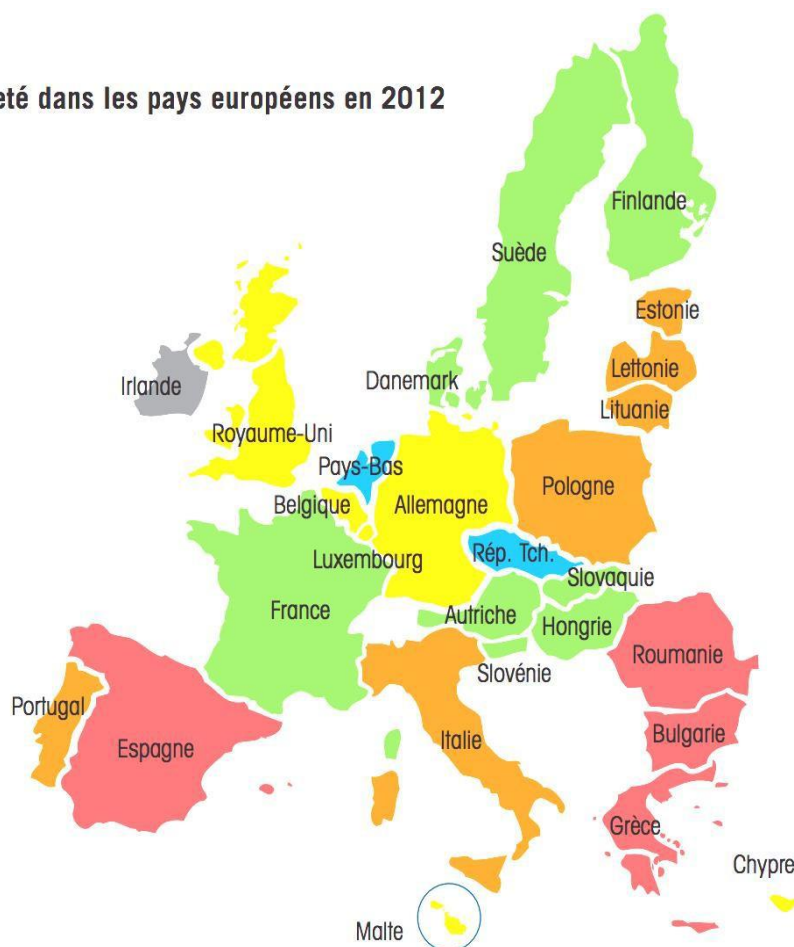 eté dans les pays européens en 2012
Finlande
Suède
Estonie
Irlande
Danemark
Lettonie
Lituanie
Royaume-Uni
Pays-Bas
Belgique
Allemagne
Pologne
Luxembourg
Rép. Tch.
Slovaquie
France
Autriche
Hongrie
Slovénie
Roumanie
Portugal
Espagne
Italie
Bulgarie
Grèce
Chypre
Malte